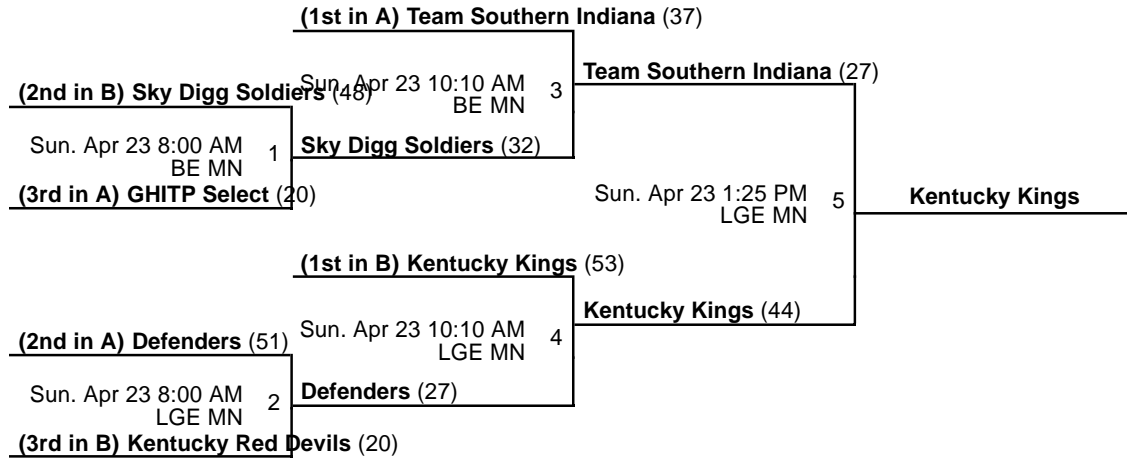 (1st in A) Team Southern Indiana (37)
Sun. Apr 23 10:10 AM
BE MN
3
Team Southern Indiana (27)
(2nd in B) Sky Digg Soldiers (48)
Sun. Apr 23 8:00 AM
BE MN
1
Sky Digg Soldiers (32)
(3rd in A) GHITP Select (20)
Sun. Apr 23 1:25 PM
LGE MN
5
Kentucky Kings
(1st in B) Kentucky Kings (53)
Sun. Apr 23 10:10 AM
LGE MN
4
Kentucky Kings (44)
(2nd in A) Defenders (51)
Sun. Apr 23 8:00 AM
LGE MN
2
Defenders (27)
(3rd in B) Kentucky Red Devils (20)